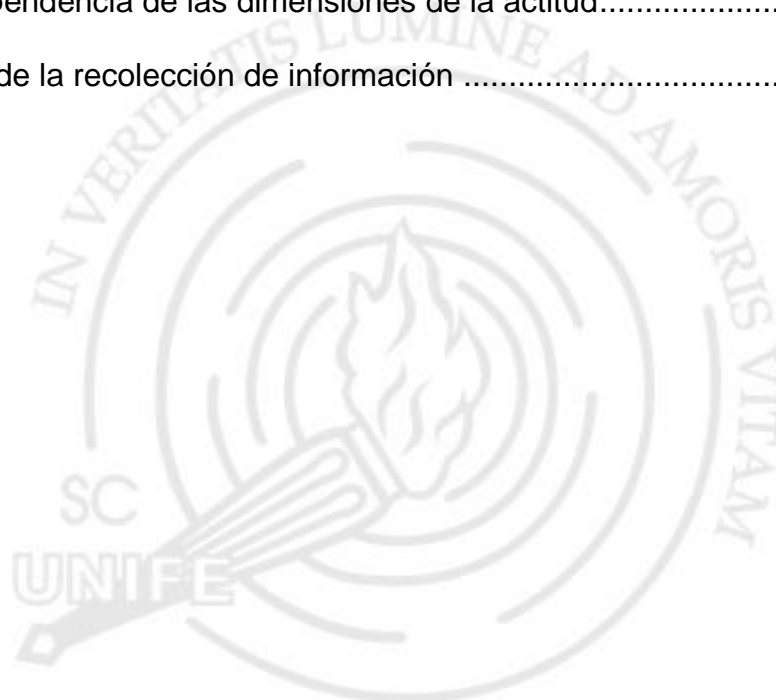 pendencia de las dimensiones de la actitud....................
de la recolección de información ...................................
IN VERITATIS LUMINE AD AMORIS VITAM
SC
UNIFE